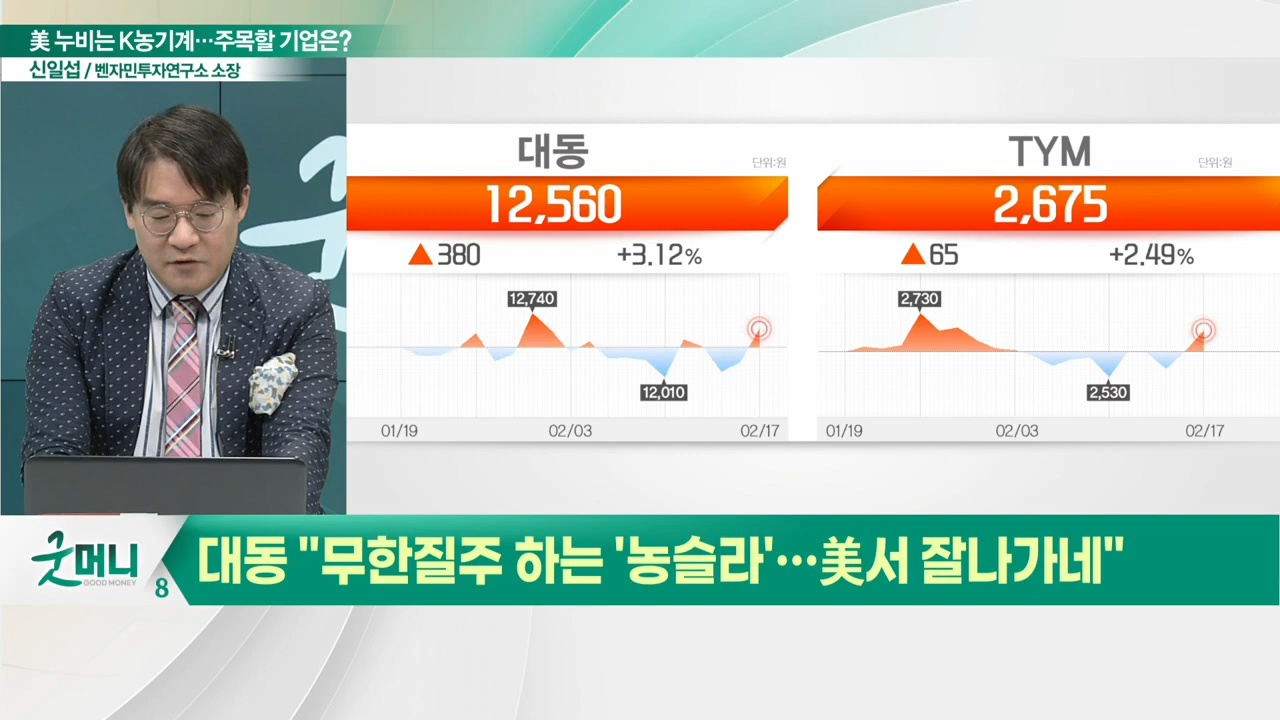 美 누비는 K농기계…주목할 기업은?
신일섭 / 벤자민투자연구소 소장
대동
단위:원
12,560
▲380 +3.12%
12,740
12,010
01/19 02/03 02/17
TYM
단위:원
2,675
▲65 +2.49%
2,730
2,530
01/19 02/03 02/17
굿머니
GOOD MONEY
8
대동 "무한질주 하는 '농슬라'…美서 잘나가네"